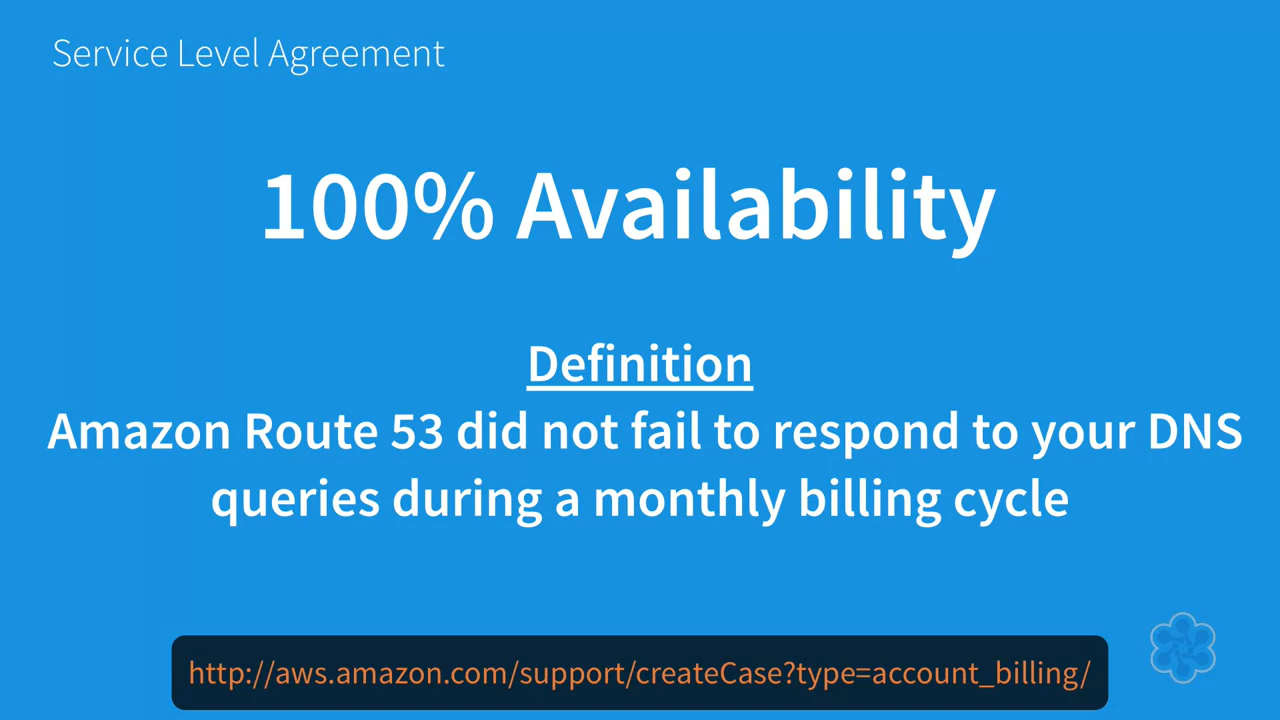 Service Level Agreement
100% Availability
Definition
Amazon Route 53 did not fail to respond to your DNS
queries during a monthly billing cycle
http://aws.amazon.com/support/createCase?type=account_billing/